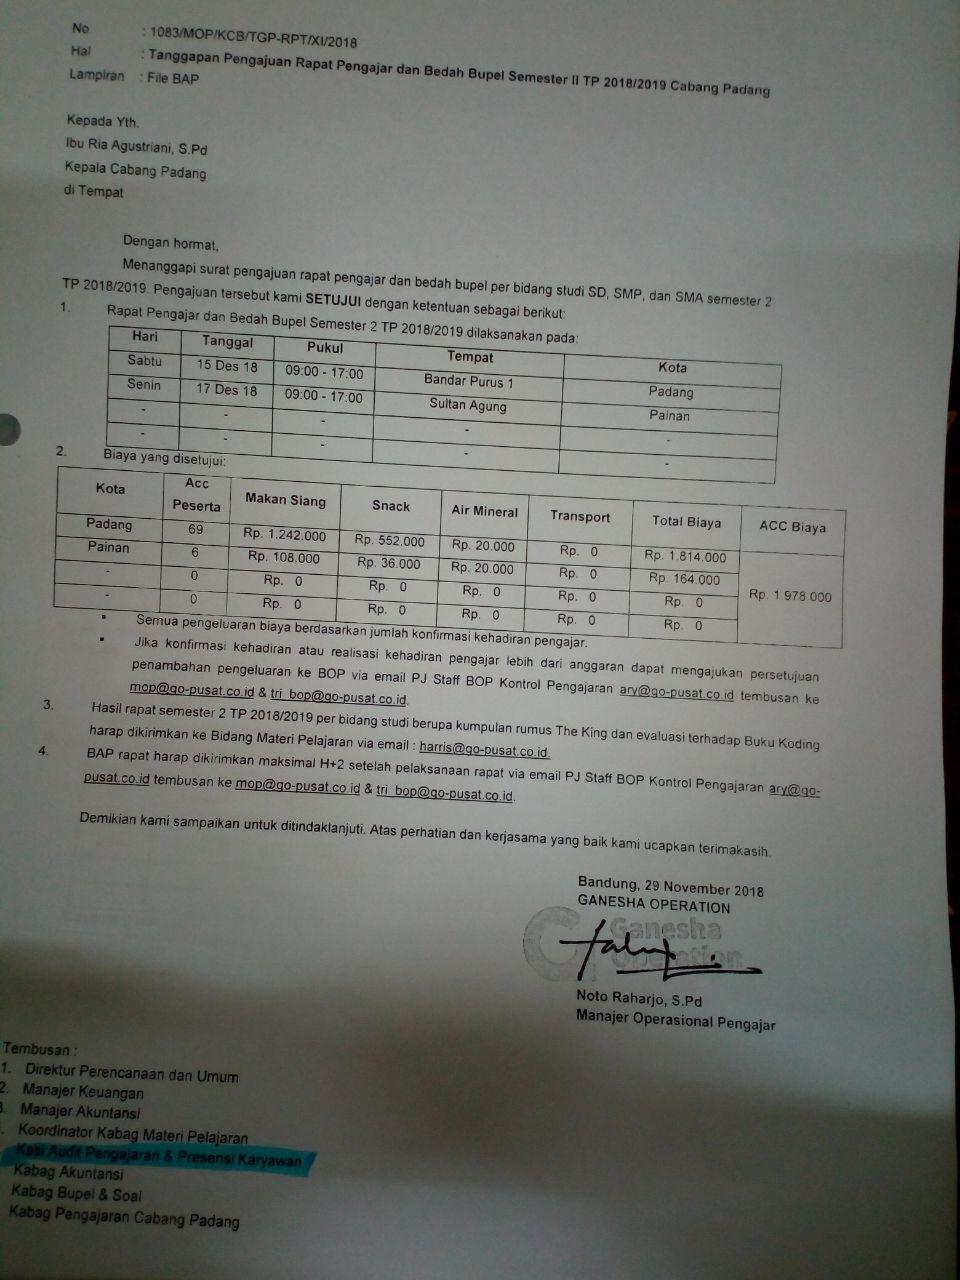 No : 1083/MOP/KCB/TGP-RPT/XI/2018
Hal : Tanggapan Pengajuan Rapat Pengajar dan Bedah Bupel Semester II TP 2018/2019 Cabang Padang
Lampiran : File BAP
Kepada Yth.
Ibu Ria Agustriani, S.Pd
Kepala Cabang Padang
di Tempat
Dengan hormat,
Menanggapi surat pengajuan rapat pengajar dan bedah bupel per bidang studi SD, SMP, dan SMA semester 2
TP 2018/2019. Pengajuan tersebut kami SETUJUI dengan ketentuan sebagai berikut:
1. Rapat Pengajar dan Bedah Bupel Semester 2 TP 2018/2019 dilaksanakan pada:
Hari Tanggal Pukul Tempat Kota
Sabtu 15 Des 18 09:00 - 17:00 Bandar Purus 1 Padang
Senin 17 Des 18 09:00 - 17:00 Sultan Agung Painan
- - - - -
- - - - -
2. Biaya yang disetujui:
Kota Acc Peserta Makan Siang Snack Air Mineral Transport Total Biaya ACC Biaya
Padang 69 Rp. 1.242.000 Rp. 552.000 Rp. 20.000 Rp. 0 Rp. 1.814.000 Rp. 1.978.000
Painan 6 Rp. 108.000 Rp. 36.000 Rp. 20.000 Rp. 0 Rp. 164.000
- 0 Rp. 0 Rp. 0 Rp. 0 Rp. 0 Rp. 0
- 0 Rp. 0 Rp. 0 Rp. 0 Rp. 0 Rp. 0
▪ Semua pengeluaran biaya berdasarkan jumlah konfirmasi kehadiran pengajar.
▪ Jika konfirmasi kehadiran atau realisasi kehadiran pengajar lebih dari anggaran dapat mengajukan persetujuan
penambahan pengeluaran ke BOP via email PJ Staff BOP Kontrol Pengajaran ary@go-pusat.co.id tembusan ke
mop@go-pusat.co.id & tri_bop@go-pusat.co.id.
3. Hasil rapat semester 2 TP 2018/2019 per bidang studi berupa kumpulan rumus The King dan evaluasi terhadap Buku Koding
harap dikirimkan ke Bidang Materi Pelajaran via email : harris@go-pusat.co.id.
4. BAP rapat harap dikirimkan maksimal H+2 setelah pelaksanaan rapat via email PJ Staff BOP Kontrol Pengajaran ary@go-
pusat.co.id tembusan ke mop@go-pusat.co.id & tri_bop@go-pusat.co.id.
Demikian kami sampaikan untuk ditindaklanjuti. Atas perhatian dan kerjasama yang baik kami ucapkan terimakasih.
Bandung, 29 November 2018
GANESHA OPERATION
Ganesha
Operation
Noto Raharjo, S.Pd
Manajer Operasional Pengajar
Tembusan :
1. Direktur Perencanaan dan Umum
2. Manajer Keuangan
3. Manajer Akuntansi
Koordinator Kabag Materi Pelajaran
Kasi Audit Pengajaran & Presensi Karyawan
Kabag Akuntansi
Kabag Bupel & Soal
Kabag Pengajaran Cabang Padang